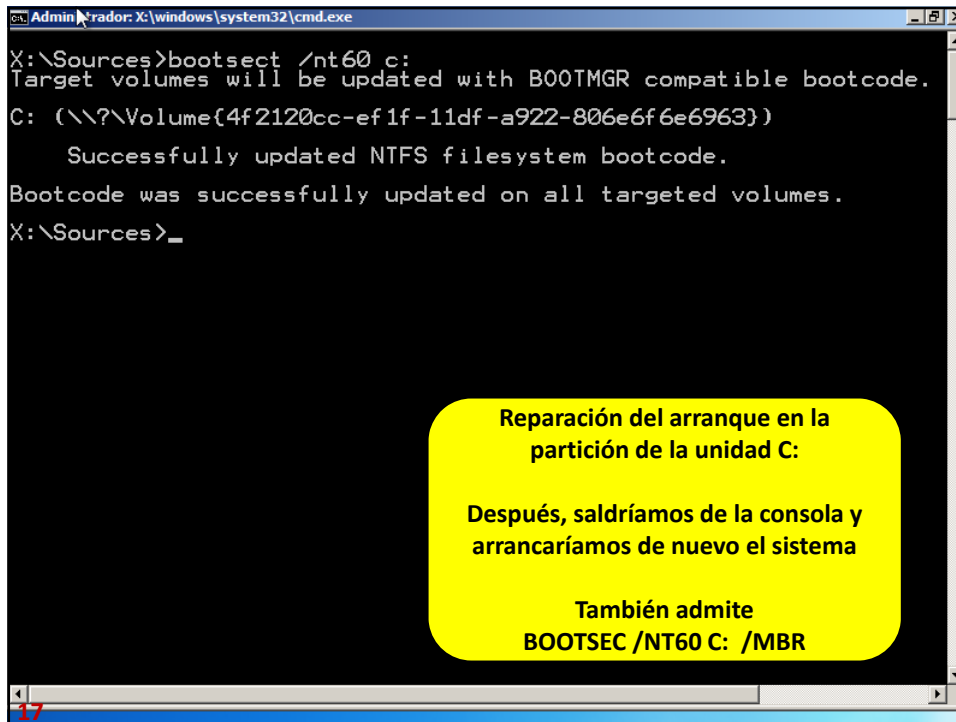 Administrador: X:\windows\system32\cmd.exe
X:\Sources>bootsect /nt60 c:
Target volumes will be updated with BOOTMGR compatible bootcode.
C: (\\?\Volume{4f2120cc-ef1f-11df-a922-806e6f6e6963})
Successfully updated NTFS filesystem bootcode.
Bootcode was successfully updated on all targeted volumes.
X:\Sources>_
Reparación del arranque en la
partición de la unidad C:
Después, saldríamos de la consola y
arrancaríamos de nuevo el sistema
También admite
BOOTSEC /NT60 C: /MBR
17